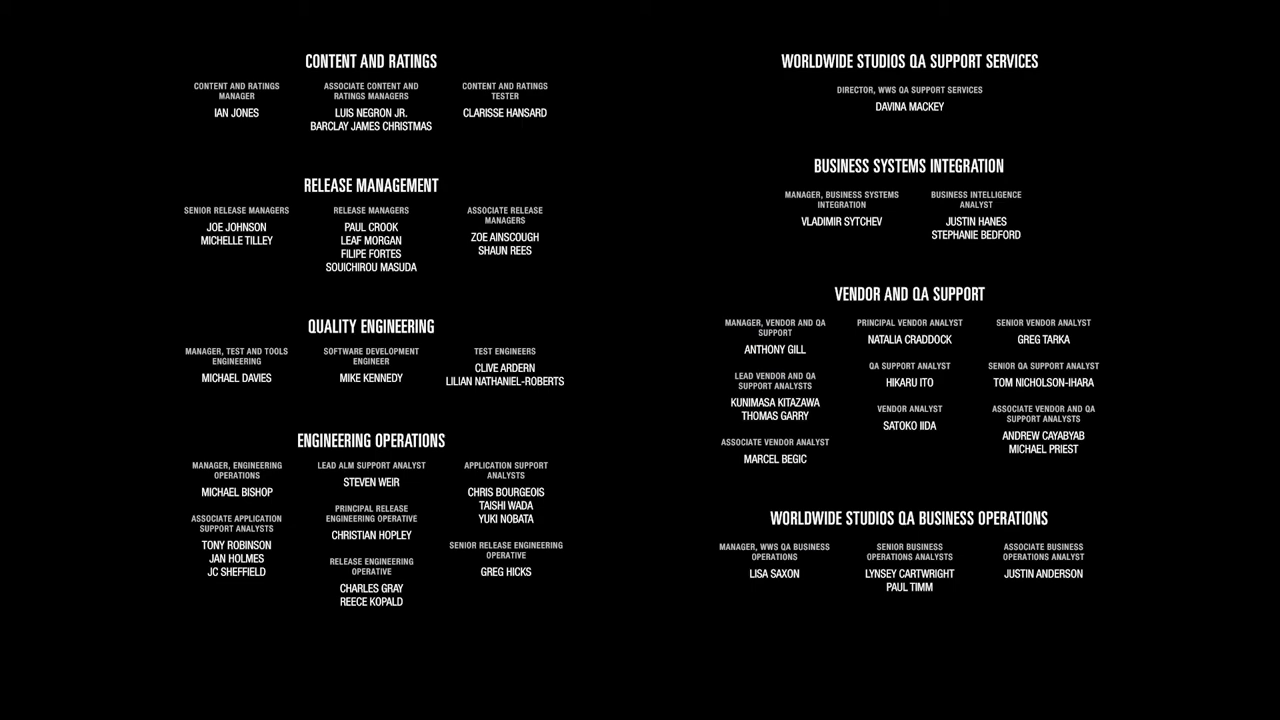 CONTENT AND RATINGS
CONTENT AND RATINGS
MANAGER
IAN JONES
ASSOCIATE CONTENT AND
RATINGS MANAGERS
LUIS NEGRON JR.
BARCLAY JAMES CHRISTMAS
CONTENT AND RATINGS
TESTER
CLARISSE HANSARD
RELEASE MANAGEMENT
SENIOR RELEASE MANAGERS
JOE JOHNSON
MICHELLE TILLEY
RELEASE MANAGERS
PAUL CROOK
LEAF MORGAN
FILIPE FORTES
SOUICHIROU MASUDA
ASSOCIATE RELEASE
MANAGERS
ZOE AINSCOUGH
SHAUN REES
QUALITY ENGINEERING
MANAGER, TEST AND TOOLS
ENGINEERING
MICHAEL DAVIES
SOFTWARE DEVELOPMENT
ENGINEER
MIKE KENNEDY
TEST ENGINEERS
CLIVE ARDERN
LILIAN NATHANIEL-ROBERTS
ENGINEERING OPERATIONS
MANAGER, ENGINEERING
OPERATIONS
MICHAEL BISHOP
ASSOCIATE APPLICATION
SUPPORT ANALYSTS
TONY ROBINSON
JAN HOLMES
JC SHEFFIELD
LEAD ALM SUPPORT ANALYST
STEVEN WEIR
PRINCIPAL RELEASE
ENGINEERING OPERATIVE
CHRISTIAN HOPLEY
RELEASE ENGINEERING
OPERATIVE
CHARLES GRAY
REECE KOPALD
APPLICATION SUPPORT
ANALYSTS
CHRIS BOURGEOIS
TAISHI WADA
YUKI NOBATA
SENIOR RELEASE ENGINEERING
OPERATIVE
GREG HICKS
WORLDWIDE STUDIOS QA SUPPORT SERVICES
DIRECTOR, WWS QA SUPPORT SERVICES
DAVINA MACKEY
BUSINESS SYSTEMS INTEGRATION
MANAGER, BUSINESS SYSTEMS
INTEGRATION
VLADIMIR SYTCHEV
BUSINESS INTELLIGENCE
ANALYST
JUSTIN HANES
STEPHANIE BEDFORD
VENDOR AND QA SUPPORT
MANAGER, VENDOR AND QA
SUPPORT
ANTHONY GILL
LEAD VENDOR AND QA
SUPPORT ANALYSTS
KUNIMASA KITAZAWA
THOMAS GARRY
ASSOCIATE VENDOR ANALYST
MARCEL BEGIC
PRINCIPAL VENDOR ANALYST
NATALIA CRADDOCK
QA SUPPORT ANALYST
HIKARU ITO
VENDOR ANALYST
SATOKO IIDA
SENIOR VENDOR ANALYST
GREG TARKA
SENIOR QA SUPPORT ANALYST
TOM NICHOLSON-IHARA
ASSOCIATE VENDOR AND QA
SUPPORT ANALYSTS
ANDREW CAYABYAB
MICHAEL PRIEST
WORLDWIDE STUDIOS QA BUSINESS OPERATIONS
MANAGER, WWS QA BUSINESS
OPERATIONS
LISA SAXON
SENIOR BUSINESS
OPERATIONS ANALYSTS
LYNSEY CARTWRIGHT
PAUL TIMM
ASSOCIATE BUSINESS
OPERATIONS ANALYST
JUSTIN ANDERSON